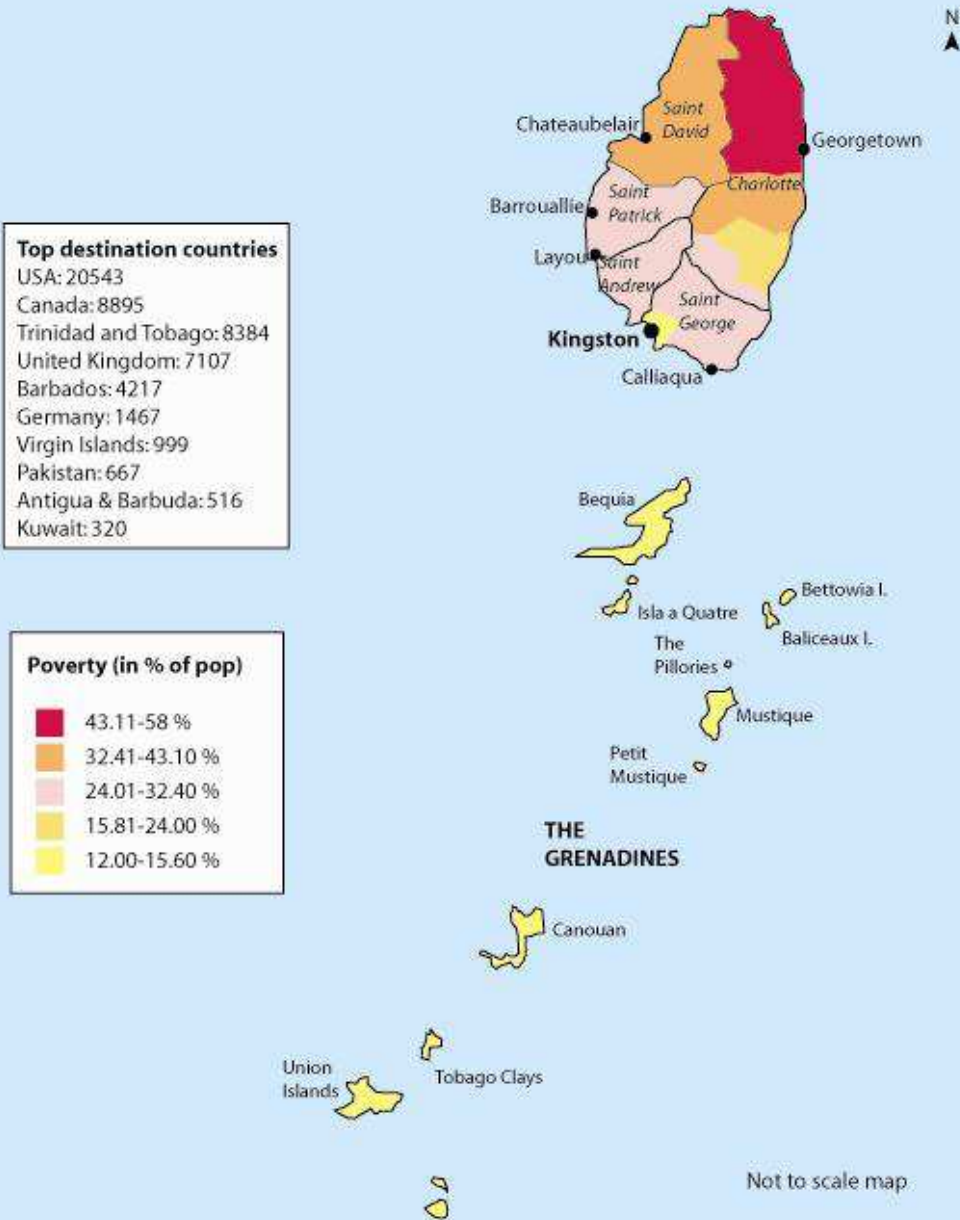 N
Chateaubelair
Saint
David
Georgetown
Charlotte
Barrouallie
Saint
Patrick
Layou
Saint
Andrew
Saint
George
Kingston
Calliaqua
Top destination countries
USA: 20543
Canada: 8895
Trinidad and Tobago: 8384
United Kingdom: 7107
Barbados: 4217
Germany: 1467
Virgin Islands: 999
Pakistan: 667
Antigua & Barbuda: 516
Kuwait: 320
Bequia
Isla a Quatre
Bettowia I.
Baliceaux I.
The
Pillories
Mustique
Petit
Mustique
Poverty (in % of pop)
43.11-58 %
32.41-43.10 %
24.01-32.40 %
15.81-24.00 %
12.00-15.60 %
THE
GRENADINES
Canouan
Tobago Clays
Union
Islands
Not to scale map